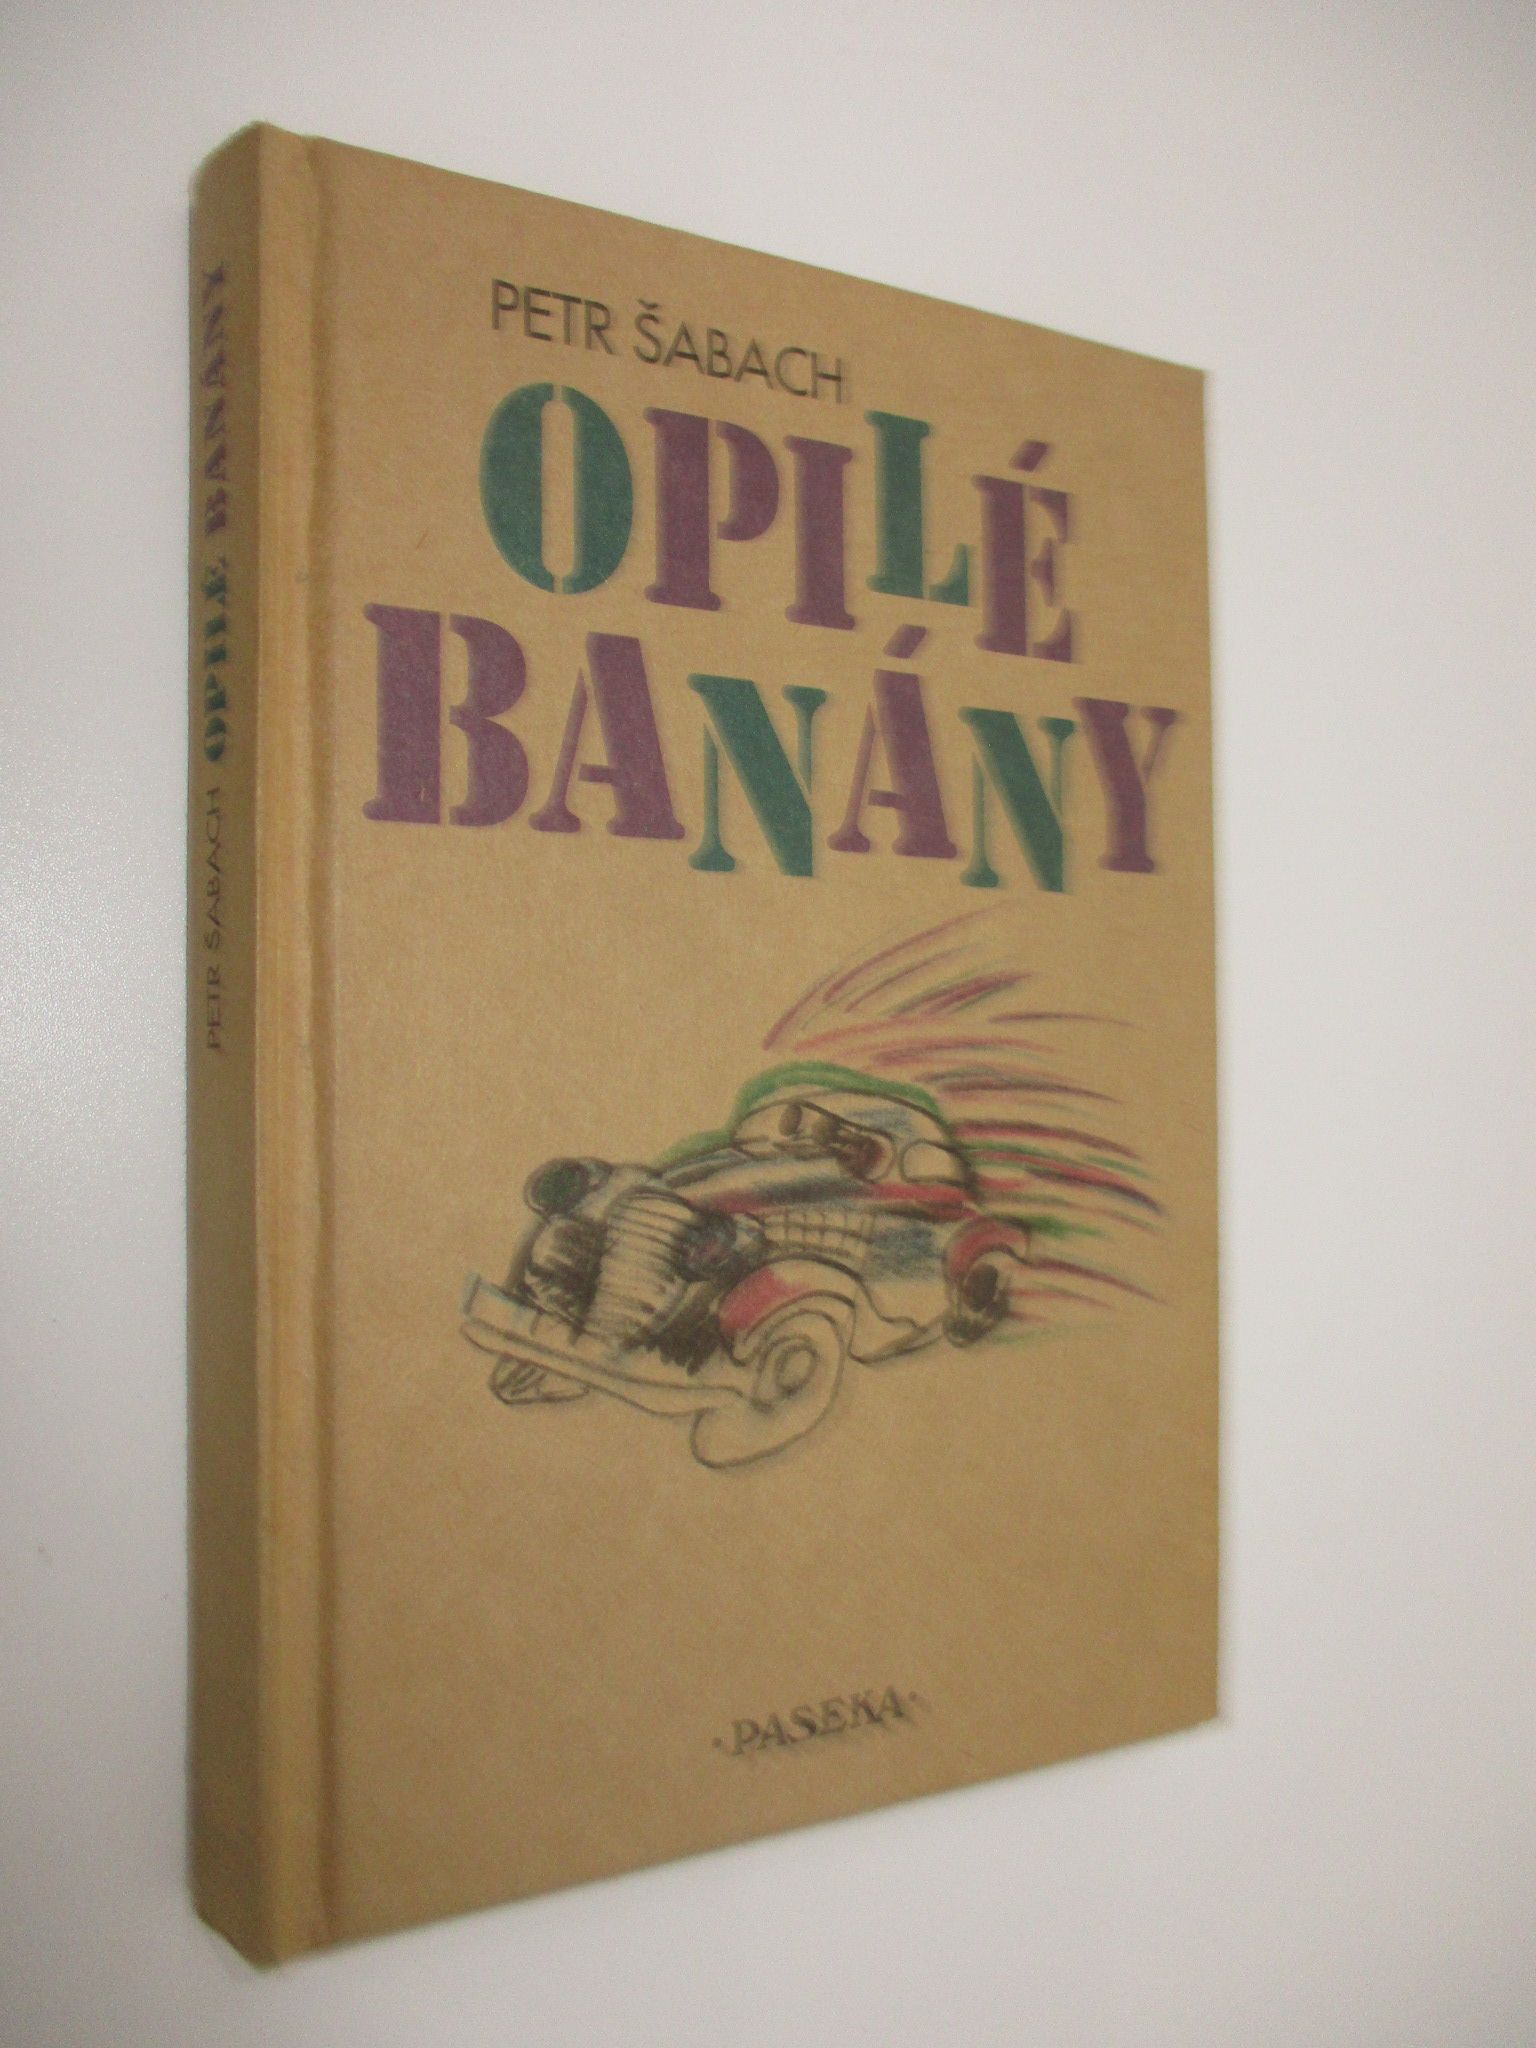 PETR ŠABACH
OPILÉ
BANÁNY
·PASEKA·
PETR ŠABACH OPILÉ BANÁNY